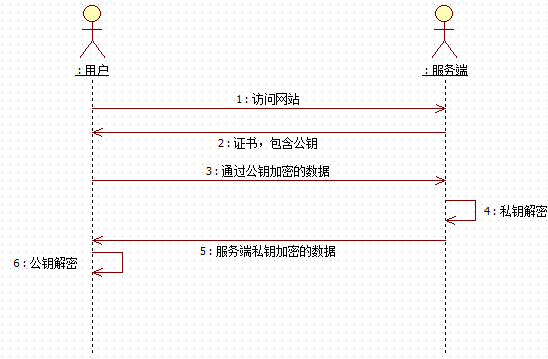 :用户
:服务端
1:访问网站
2:证书，包含公钥
3:通过公钥加密的数据
4:私钥解密
5:服务端私钥加密的数据
6:公钥解密